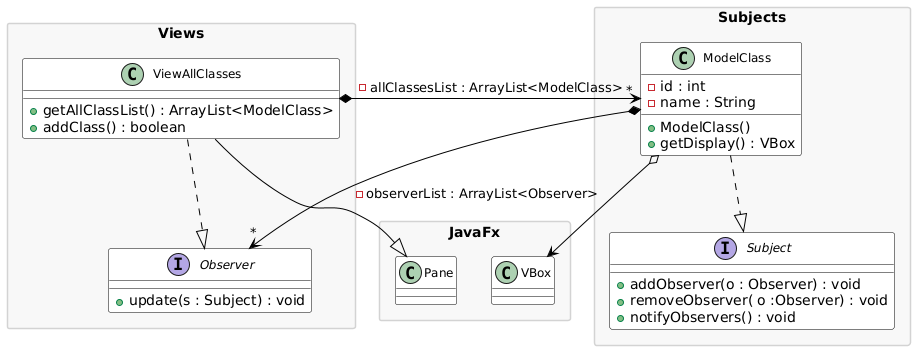 Views
Subjects
C ViewAllClasses
getAllClassList() : ArrayList<ModelClass>
addClass() : boolean
allClassesList : ArrayList<ModelClass> *
C ModelClass
id : int
name : String
ModelClass()
getDisplay() : VBox
observerList : ArrayList<Observer>
*
I Observer
update(s : Subject) : void
JavaFx
C Pane
C VBox
I Subject
addObserver(o : Observer) : void
removeObserver( o :Observer) : void
notifyObservers() : void